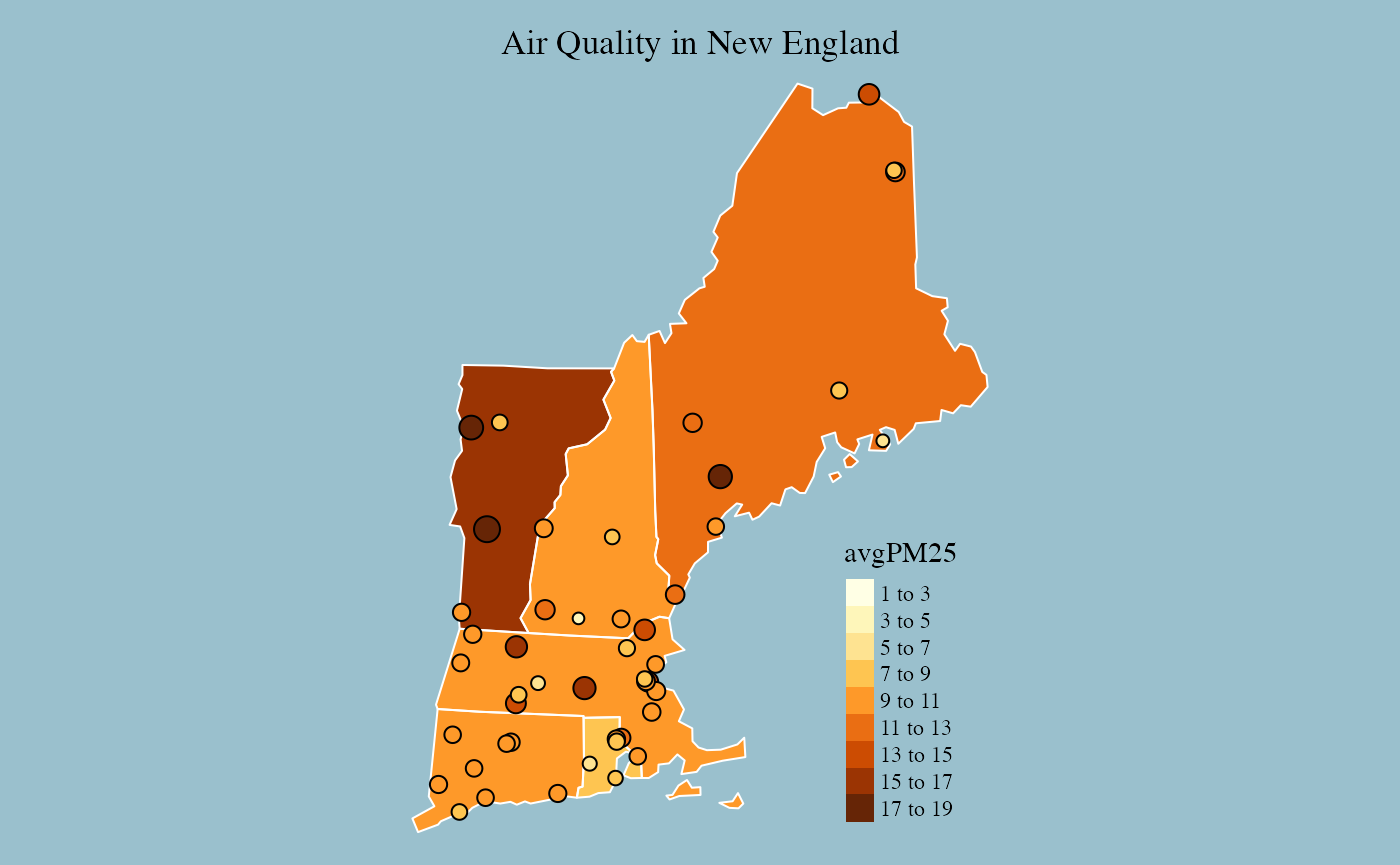 Air Quality in New England
avgPM25
1 to 3
3 to 5
5 to 7
7 to 9
9 to 11
11 to 13
13 to 15
15 to 17
17 to 19